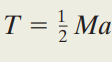 T = ½ Ma